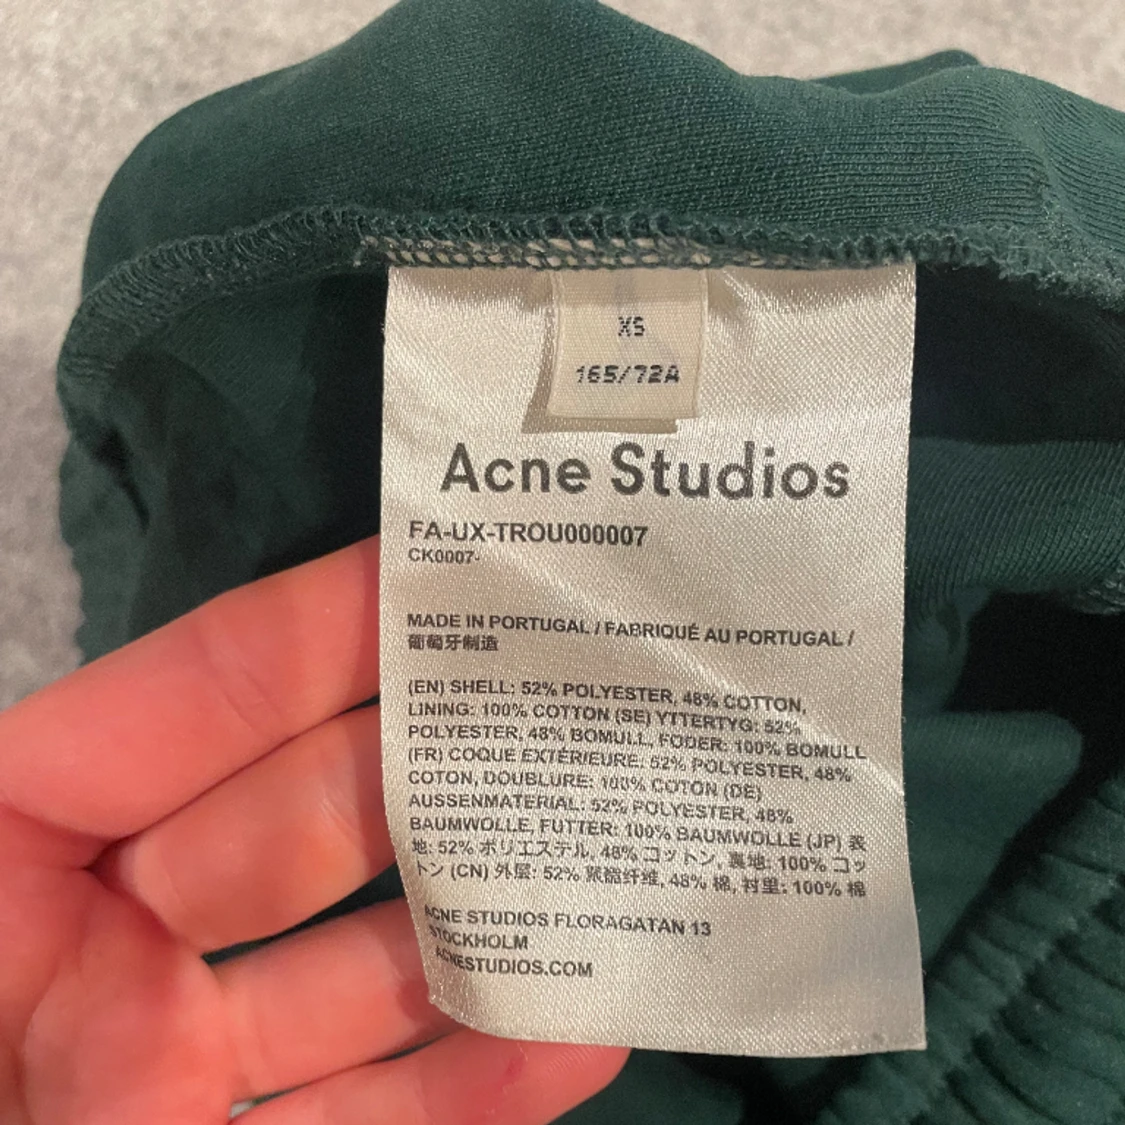 XS
165/72A
Acne Studios
FA-UX-TROU000007
CK0007-
MADE IN PORTUGAL / FABRIQUÉ AU PORTUGAL /
葡萄牙制造
(EN) SHELL: 52% POLYESTER, 48% COTTON,
LINING: 100% COTTON (SE) YTTERTYG: 52%
POLYESTER, 48% BOMULL, FODER: 100% BOMULL
(FR) COQUE EXTÉRIEURE: 52% POLYESTER, 48%
COTON, DOUBLURE: 100% COTON (DE)
AUSSENMATERIAL: 52% POLYESTER, 48%
BAUMWOLLE, FUTTER: 100% BAUMWOLLE (JP) 表
地: 52% ポリエステル, 48% コットン, 裏地: 100% コッ
トン (CN) 外层: 52% 聚酯纤维, 48% 棉, 衬里: 100% 棉
ACNE STUDIOS FLORAGATAN 13
STOCKHOLM
ACNESTUDIOS.COM